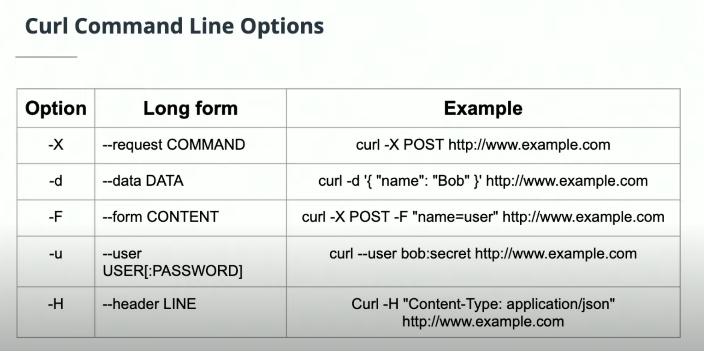 Curl Command Line Options
Option Long form Example
-X --request COMMAND curl -X POST http://www.example.com
-d --data DATA curl -d '{ "name": "Bob" }' http://www.example.com
-F --form CONTENT curl -X POST -F "name=user" http://www.example.com
-u --user curl --user bob:secret http://www.example.com
USER[:PASSWORD]
-H --header LINE Curl -H "Content-Type: application/json"
http://www.example.com